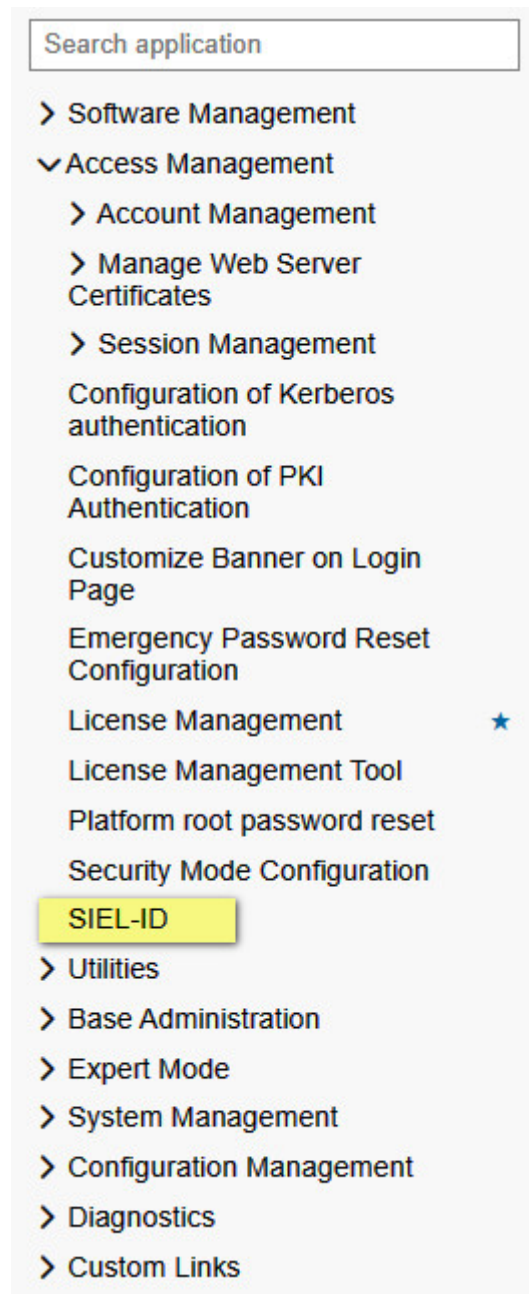 Search application
Software Management
Access Management
Account Management
Manage Web Server
Certificates
Session Management
Configuration of Kerberos
authentication
Configuration of PKI
Authentication
Customize Banner on Login
Page
Emergency Password Reset
Configuration
License Management
License Management Tool
Platform root password reset
Security Mode Configuration
SIEL-ID
Utilities
Base Administration
Expert Mode
System Management
Configuration Management
Diagnostics
Custom Links